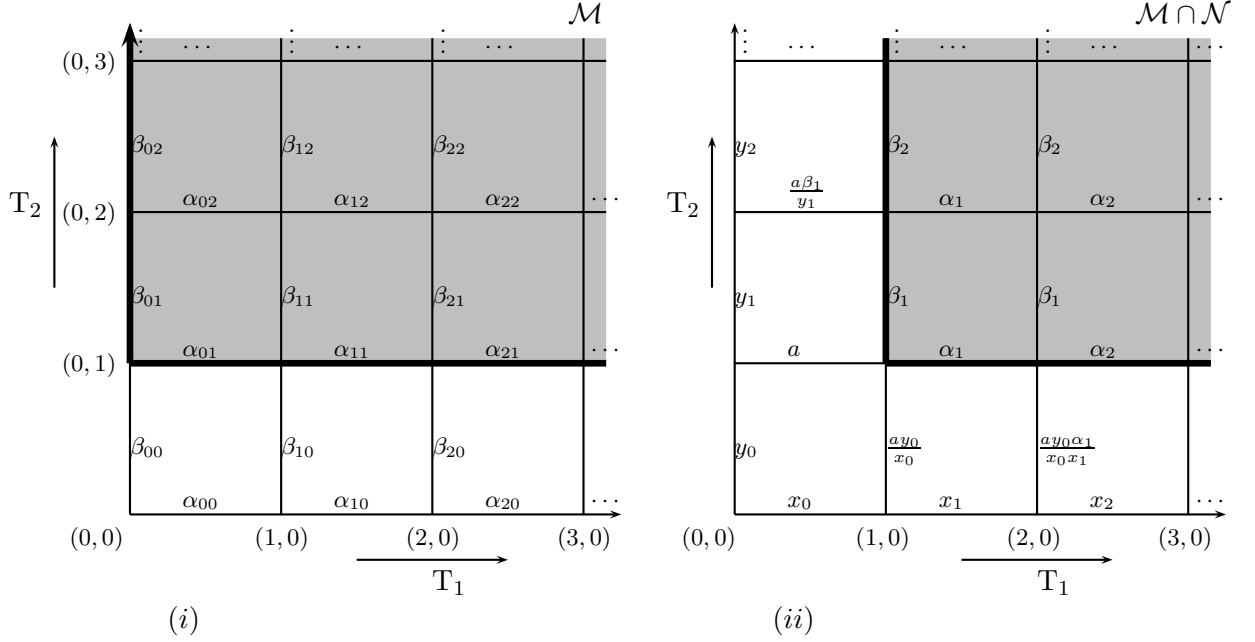 M M ∩ N
⋮ ⋯ ⋮ ⋯ ⋮ ⋮ ⋯ ⋮ ⋯ ⋮ ⋯
(0, 3)
β₀₂ β₁₂ β₂₂ y₂ β₂ β₂
T₂ α₀₂ α₁₂ α₂₂ T₂ aβ₁/y₁ α₁ α₂
(0, 2) ⋯ ⋯
β₀₁ β₁₁ β₂₁ y₁ β₁ β₁
α₀₁ α₁₁ α₂₁ a α₁ α₂
(0, 1) ⋯ ⋯
β₀₀ β₁₀ β₂₀ y₀ ay₀/x₀ ay₀α₁/x₀x₁
α₀₀ α₁₀ α₂₀ ⋯ x₀ x₁ x₂ ⋯
(0, 0) (1, 0) (2, 0) (3, 0) (0, 0) (1, 0) (2, 0) (3, 0)
T₁ T₁
(i) (ii)